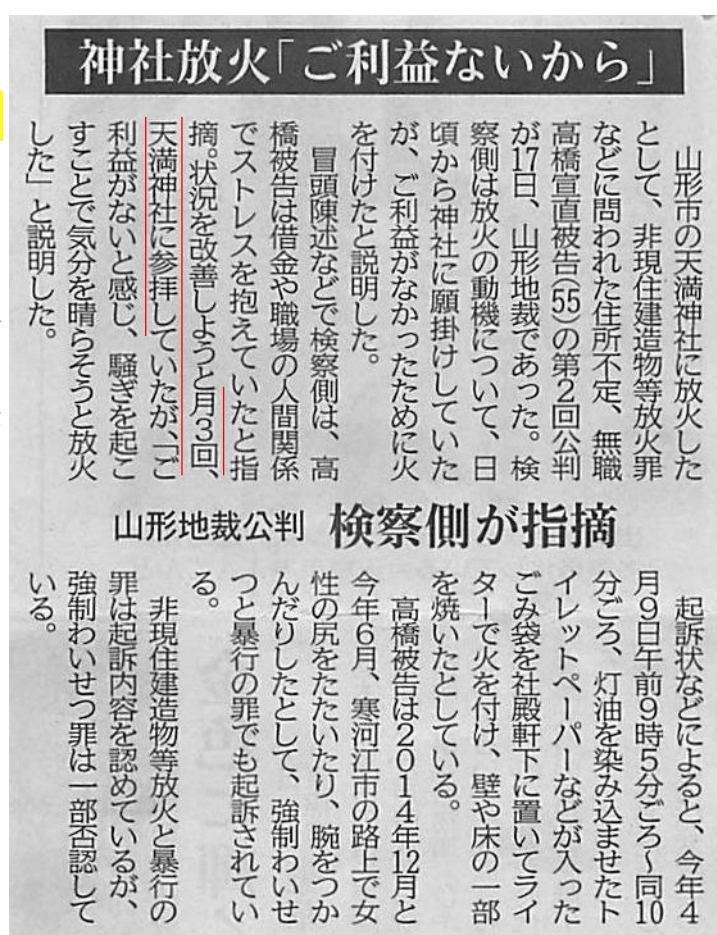 神社放火「ご利益ないから」
山形市の天満神社に放火した
として、非現住建造物等放火罪
などに問われた住所不定、無職
高橋宣直被告(55)の第2回公判
が17日、山形地裁であった。検
察側は放火の動機について、日
頃から神社に願掛けしていた
が、ご利益がなかったために火
を付けたと説明した。
冒頭陳述などで検察側は、高
橋被告は借金や職場の人間関係
でストレスを抱えていたと指
摘。状況を改善しようと月3回、
天満神社に参拝していたが、「ご
利益がないと感じ、騒ぎを起こ
すことで気分を晴らそうと放火
した」と説明した。
山形地裁公判 検察側が指摘
起訴状などによると、今年4
月9日午前9時5分ごろ~同10
分ごろ、灯油を染み込ませたト
イレットペーパーなどが入った
ごみ袋を社殿軒下に置いてライ
ターで火を付け、壁や床の一部
を焼いたとしている。
高橋被告は2014年12月と
今年6月、寒河江市の路上で女
性の尻をたたいたり、腕をつか
んだりしたとして、強制わいせ
つと暴行の罪でも起訴されてい
る。
非現住建造物等放火と暴行の
罪は起訴内容を認めているが、
強制わいせつ罪は一部否認して
いる。